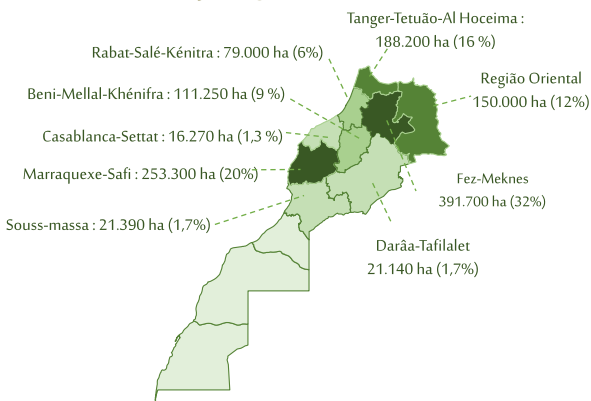 Tanger-Tetuão-Al Hoceima :
188.200 ha (16 %)
Rabat-Salé-Kénitra : 79.000 ha (6%)
Região Oriental
150.000 ha (12%)
Beni-Mellal-Khénifra : 111.250 ha (9 %)
Casablanca-Settat : 16.270 ha (1,3 %)
Marraquexe-Safi : 253.300 ha (20%)
Fez-Meknes
391.700 ha (32%)
Souss-massa : 21.390 ha (1,7%)
Darâa-Tafilalet
21.140 ha (1,7%)